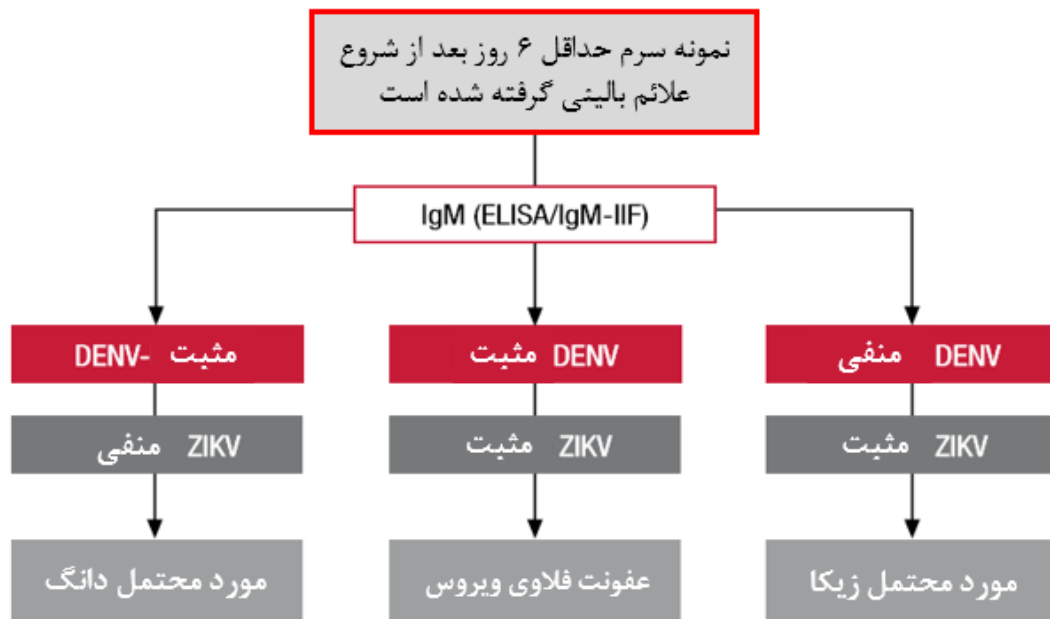 نمونه سرم حداقل ۶ روز بعد از شروع
علائم بالینی گرفته شده است
IgM (ELISA/IgM-IIF)
DENV منفی
DENV مثبت
DENV- مثبت
ZIKV مثبت
ZIKV مثبت
ZIKV منفی
مورد محتمل زیکا
عفونت فلاوی ویروس
مورد محتمل دانگ